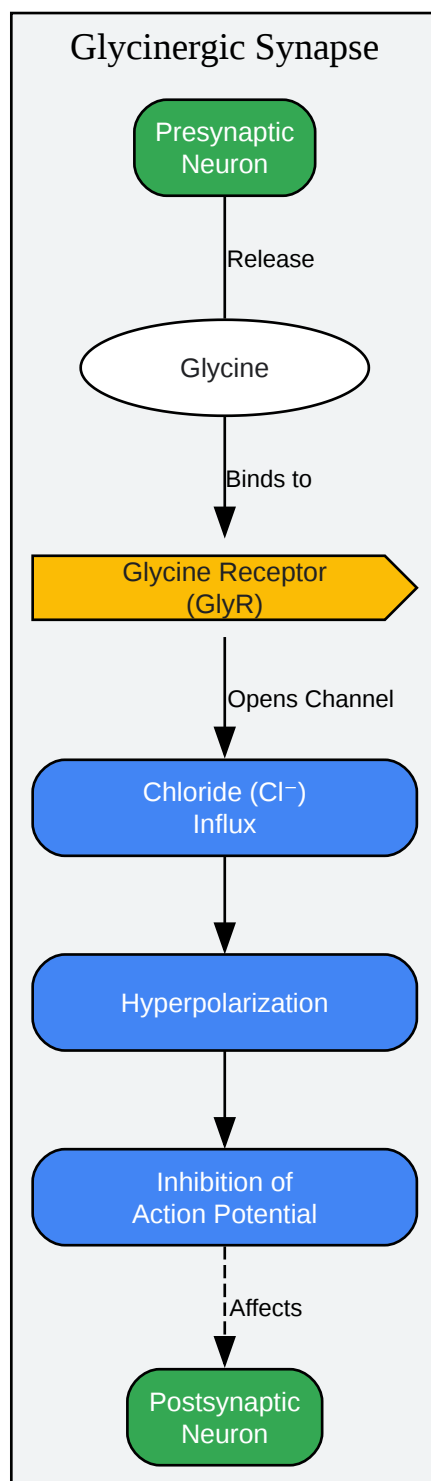 Glycinergic Synapse
Presynaptic
Neuron
Release
Glycine
Binds to
Glycine Receptor
(GlyR)
Opens Channel
Chloride (Cl⁻)
Influx
Hyperpolarization
Inhibition of
Action Potential
Affects
Postsynaptic
Neuron